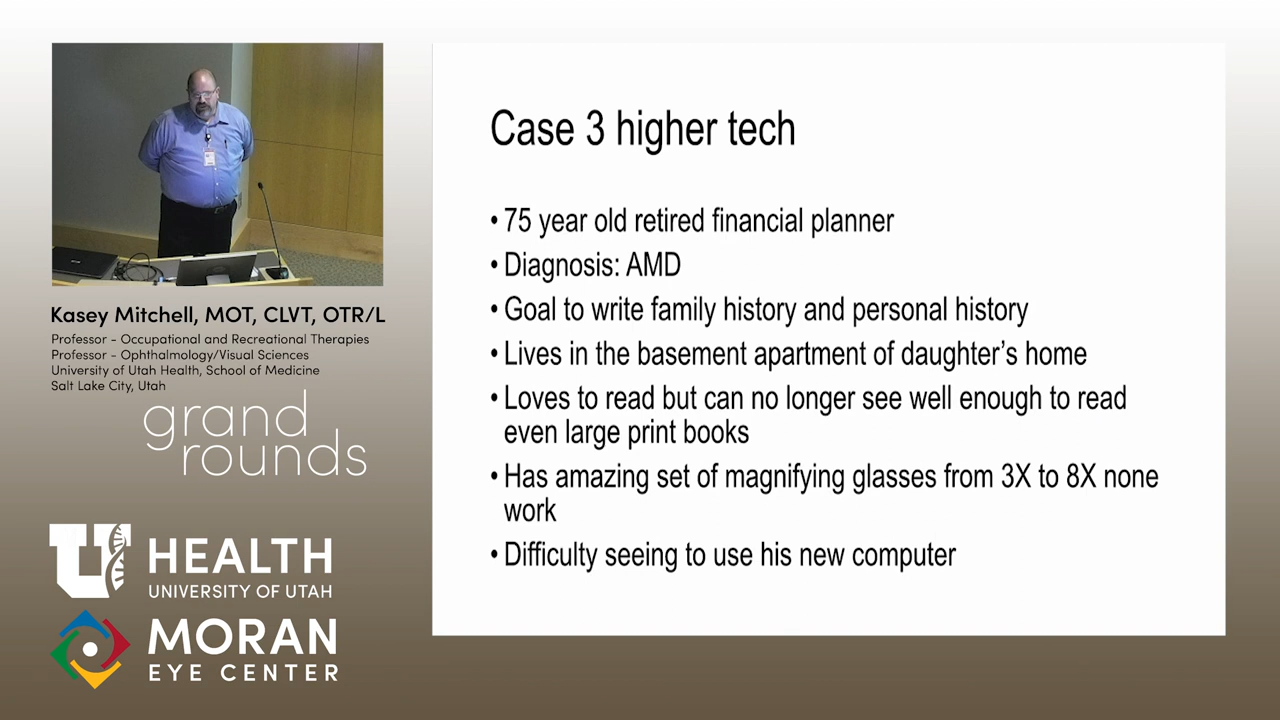 Kasey Mitchell, MOT, CLVT, OTR/L
Professor - Occupational and Recreational Therapies
Professor - Ophthalmology/Visual Sciences
University of Utah Health, School of Medicine
Salt Lake City, Utah
grand
rounds
U HEALTH
UNIVERSITY OF UTAH
MORAN
EYE CENTER
Case 3 higher tech
• 75 year old retired financial planner
• Diagnosis: AMD
• Goal to write family history and personal history
• Lives in the basement apartment of daughter’s home
• Loves to read but can no longer see well enough to read
even large print books
• Has amazing set of magnifying glasses from 3X to 8X none
work
• Difficulty seeing to use his new computer